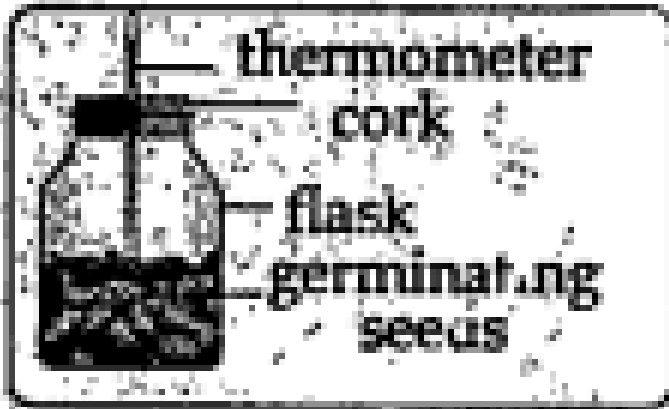 thermometer
cork
flask
germinating
seeds